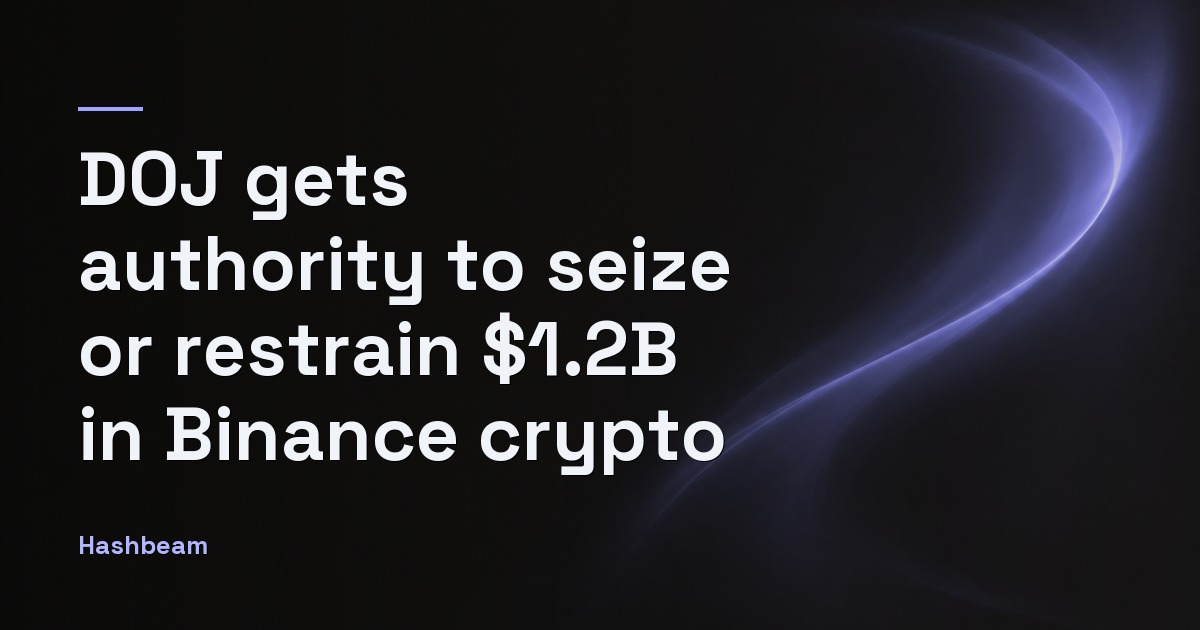 DOJ gets
authority to seize
or restrain $1.2B
in Binance crypto
Hashbeam